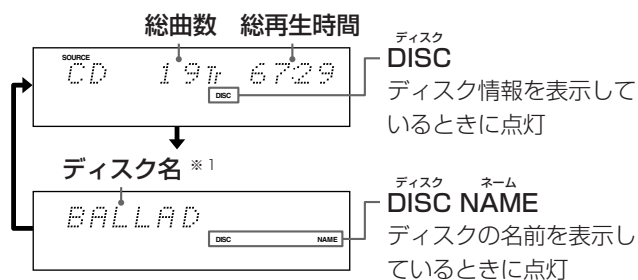 総曲数 総再生時間
SOURCE
CD 19Tr 6729
DISC
ディスク
DISC
ディスク情報を表示して
いるときに点灯
ディスク名 ※1
BALLAD
DISC NAME
ディスク ネーム
DISC NAME
ディスクの名前を表示し
ているときに点灯